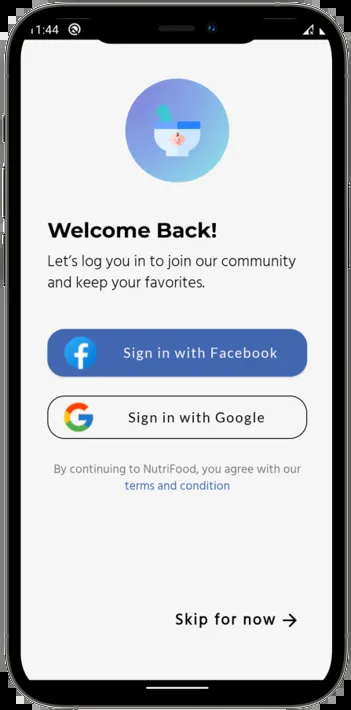 1:44
Welcome Back!
Let's log you in to join our community
and keep your favorites.
Sign in with Facebook
Sign in with Google
By continuing to NutriFood, you agree with our
terms and condition
Skip for now →